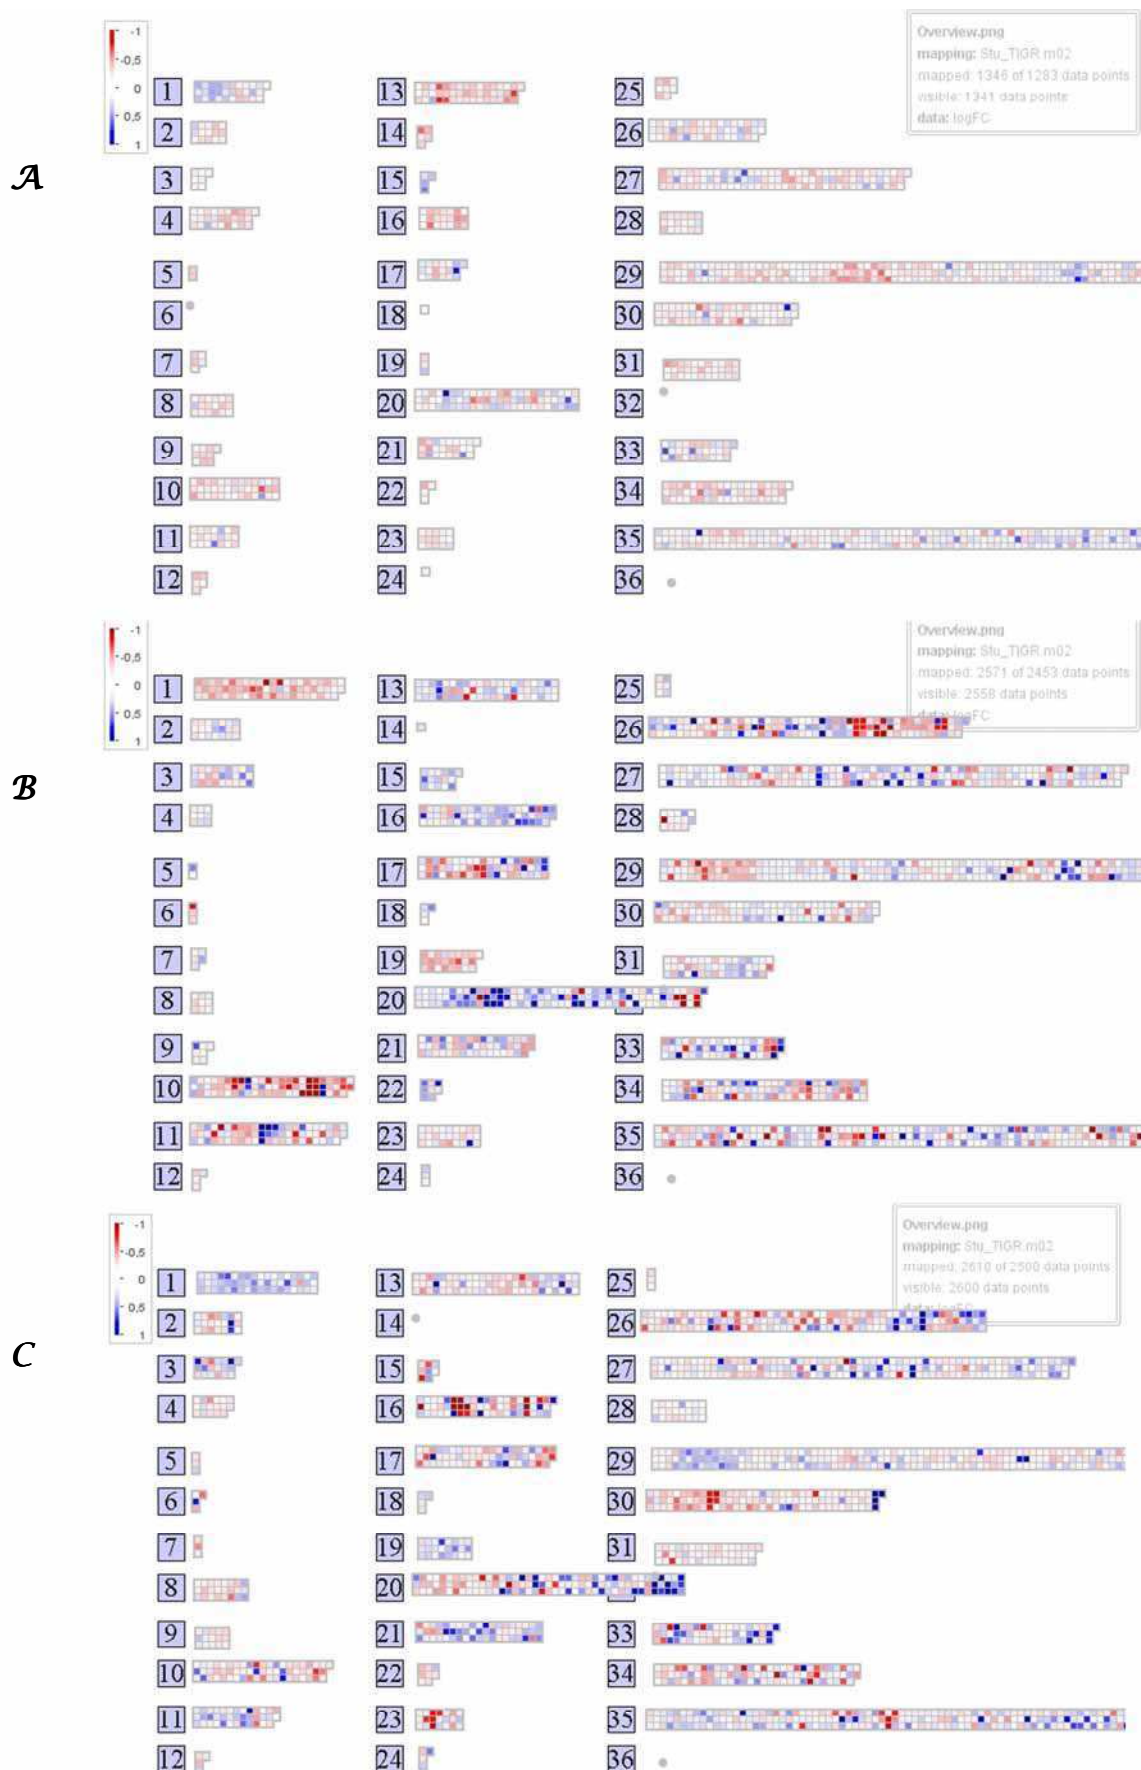 A
-1
-0.5
0
0.5
1
Overview.png
mapping: Stu_TIGR.m02
mapped: 1346 of 1283 data points
visible: 1341 data points
data: logFC
1 13 25
2 14 26
3 15 27
4 16 28
5 17 29
6 18 30
7 19 31
8 20 32
9 21 33
10 22 34
11 23 35
12 24 36
B
-1
-0.5
0
0.5
1
Overview.png
mapping: Stu_TIGR.m02
mapped: 2571 of 2453 data points
visible: 2558 data points
data: logFC
1 13 25
2 14 26
3 15 27
4 16 28
5 17 29
6 18 30
7 19 31
8 20
9 21 33
10 22 34
11 23 35
12 24 36
C
-1
-0.5
0
0.5
1
Overview.png
mapping: Stu_TIGR.m02
mapped: 2610 of 2500 data points
visible: 2600 data points
data: logFC
1 13 25
2 14 26
3 15 27
4 16 28
5 17 29
6 18 30
7 19 31
8 20
9 21 33
10 22 34
11 23 35
12 24 36